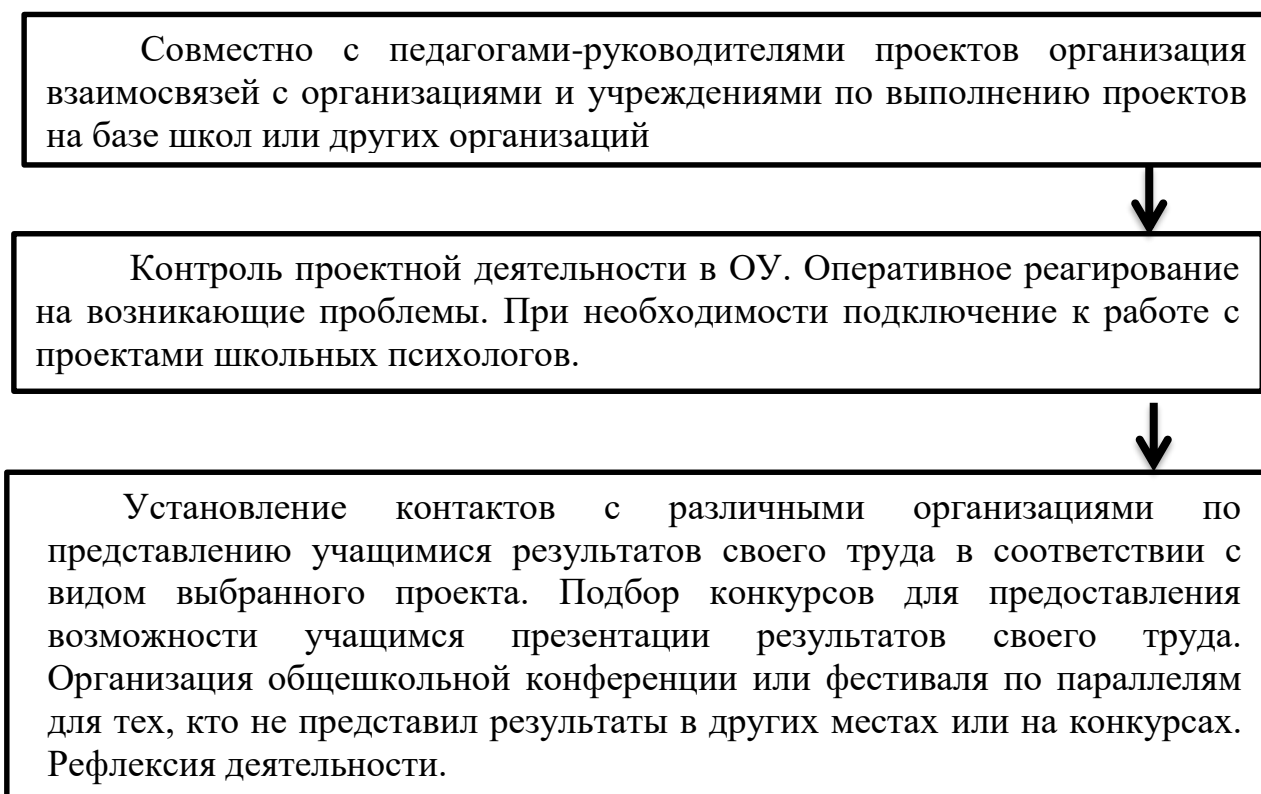 Совместно с педагогами-руководителями проектов организация
взаимосвязей с организациями и учреждениями по выполнению проектов
на базе школ или других организаций
Контроль проектной деятельности в ОУ. Оперативное реагирование
на возникающие проблемы. При необходимости подключение к работе с
проектами школьных психологов.
Установление контактов с различными организациями по
представлению учащимися результатов своего труда в соответствии с
видом выбранного проекта. Подбор конкурсов для предоставления
возможности учащимся презентации результатов своего труда.
Организация общешкольной конференции или фестиваля по параллелям
для тех, кто не представил результаты в других местах или на конкурсах.
Рефлексия деятельности.